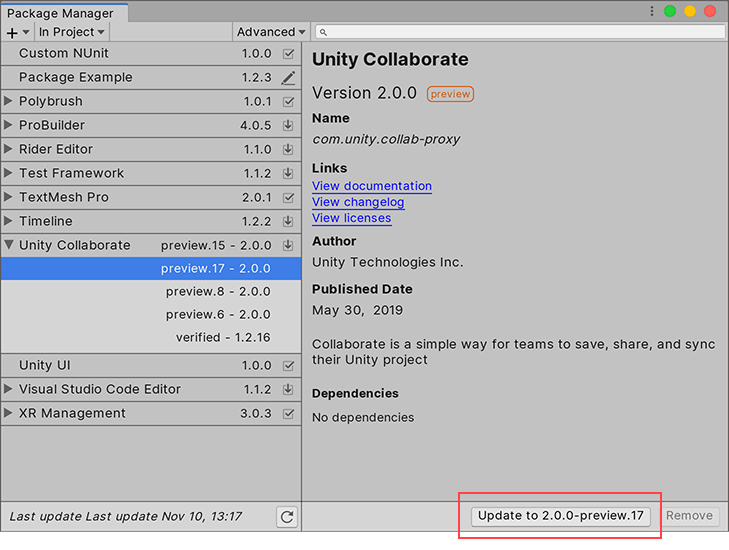 Package Manager
In Project
Advanced
Custom NUnit 1.0.0
Package Example 1.2.3
Polybrush 1.0.1
ProBuilder 4.0.5
Rider Editor 1.1.0
Test Framework 1.1.2
TextMesh Pro 2.0.1
Timeline 1.2.2
Unity Collaborate preview.15 - 2.0.0
preview.17 - 2.0.0
preview.8 - 2.0.0
preview.6 - 2.0.0
verified - 1.2.16
Unity UI 1.0.0
Visual Studio Code Editor 1.1.2
XR Management 3.0.3
Last update Last update Nov 10, 13:17
Unity Collaborate
Version 2.0.0 preview
Name
com.unity.collab-proxy
Links
View documentation
View changelog
View licenses
Author
Unity Technologies Inc.
Published Date
May 30, 2019
Collaborate is a simple way for teams to save, share, and sync
their Unity project
Dependencies
No dependencies
Update to 2.0.0-preview.17
Remove